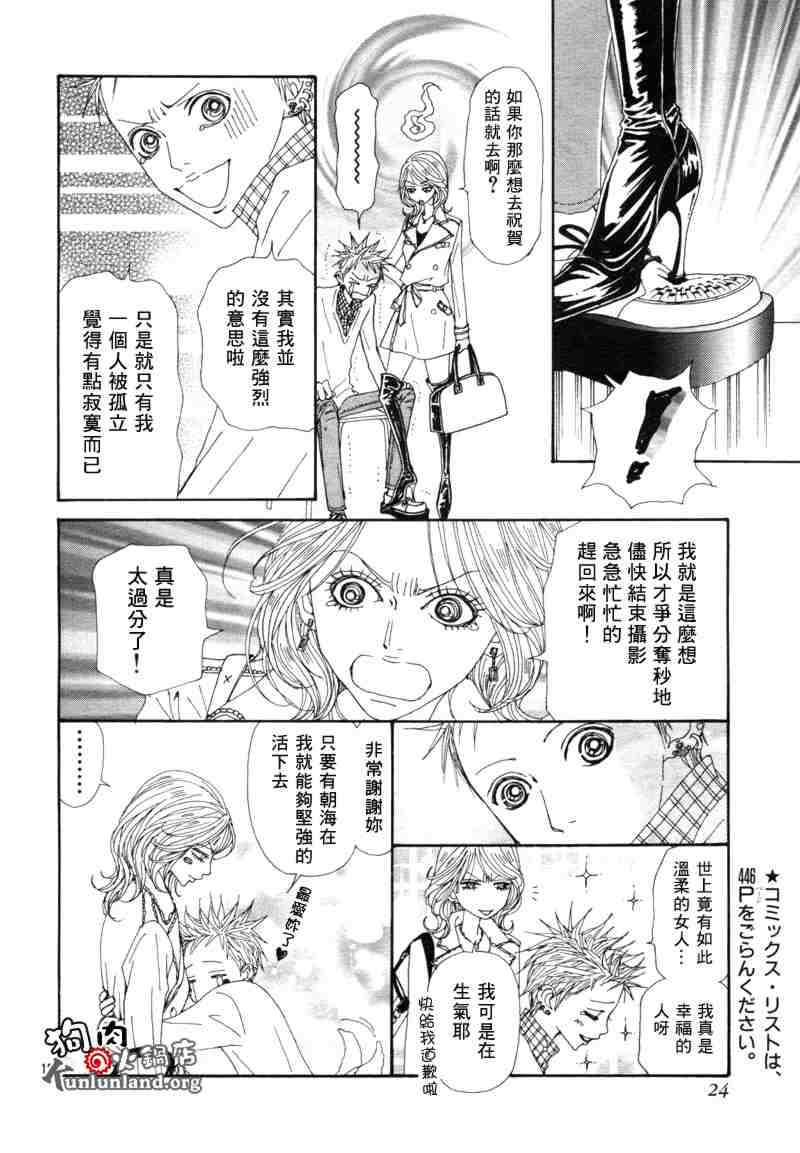 ！
如果你那麼想去祝賀
的話就去啊？
其實我並
沒有這麼強烈
的意思啦
只是就只有我
一個人被孤立
覺得有點寂寞而已
我就是這麼想
所以才爭分奪秒地
儘快結束攝影
急急忙忙的
趕回來啊！
真是
太過分了！
世上竟有如此
溫柔的女人…
我真是
幸福的
人呀
我可是在
生氣耶
快給我道歉啦
非常謝謝妳
只要有朝海在
我就能夠堅強的
活下去
最愛妳了♥
………
★コミックス・リストは、
446Pをごらんください。
24
狗肉
火鍋店
Kunlunland.org